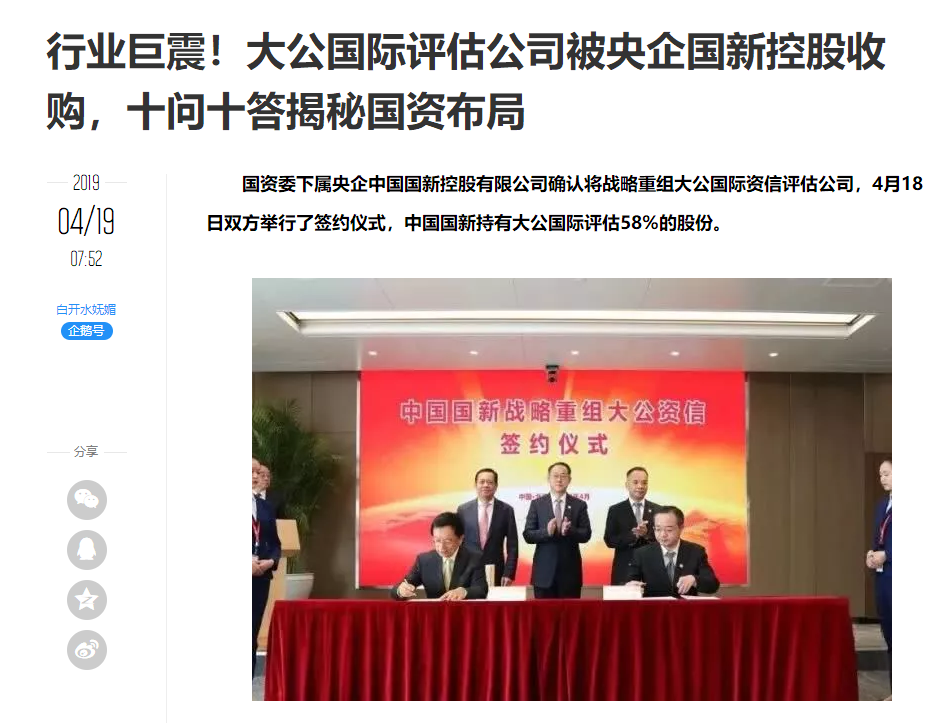 行业巨震！大公国际评估公司被央企国新控股收
购，十问十答揭秘国资布局
2019
04/19
07:52
白开水妩媚
企鹅号
分享
国资委下属央企中国国新控股有限公司确认将战略重组大公国际资信评估公司，4月18
日双方举行了签约仪式，中国国新持有大公国际评估58%的股份。
中国国新战略重组大公资信
签约仪式